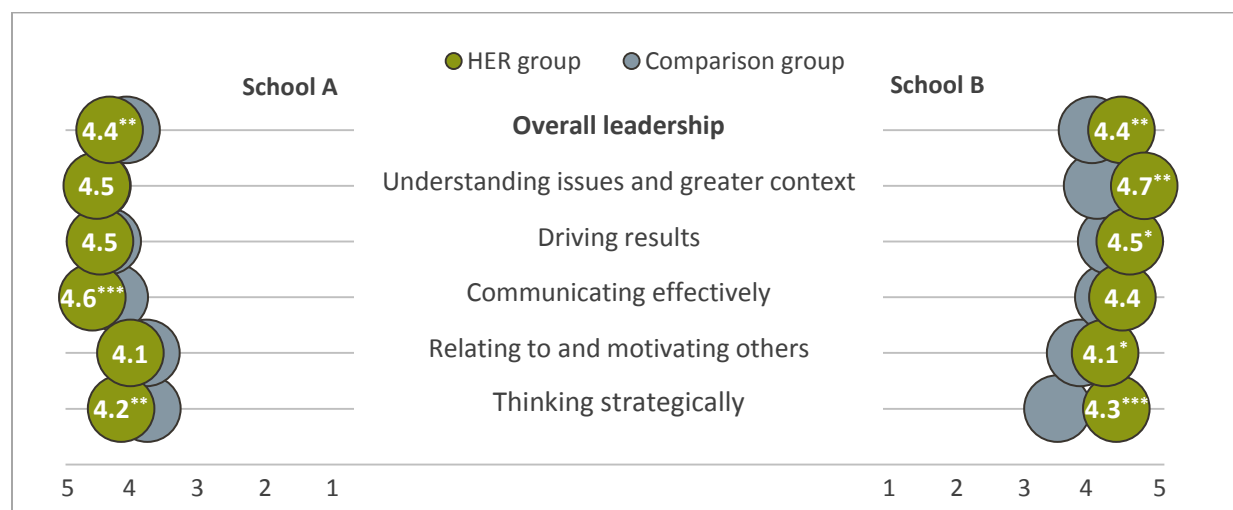 HER group Comparison group
School A School B
4.4** Overall leadership 4.4**
4.5 Understanding issues and greater context 4.7**
4.5 Driving results 4.5*
4.6*** Communicating effectively 4.4
4.1 Relating to and motivating others 4.1*
4.2** Thinking strategically 4.3***
5 4 3 2 1 1 2 3 4 5